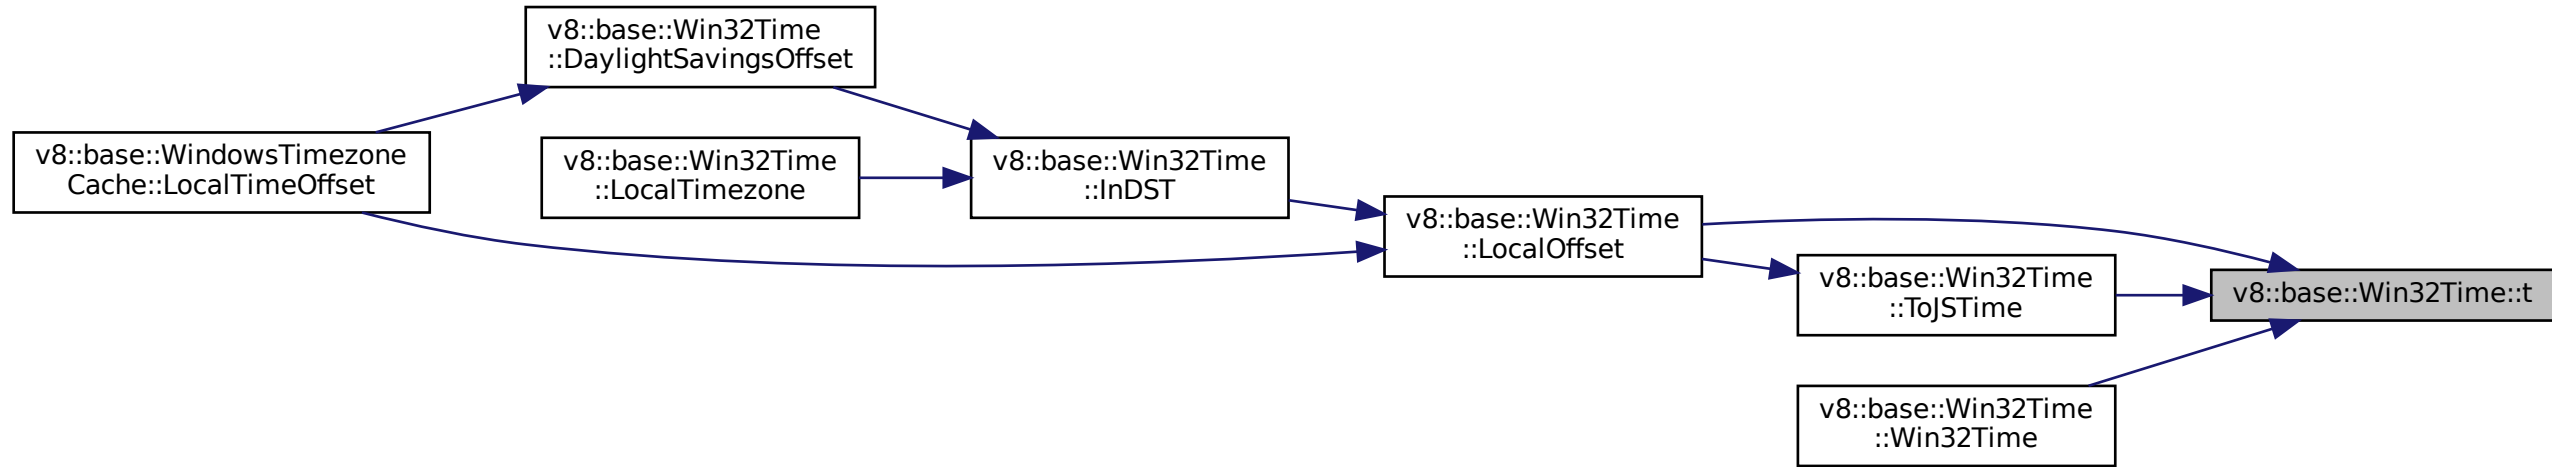 v8::base::Win32Time
::DaylightSavingsOffset
v8::base::WindowsTimezone
Cache::LocalTimeOffset
v8::base::Win32Time
::LocalTimezone
v8::base::Win32Time
::InDST
v8::base::Win32Time
::LocalOffset
v8::base::Win32Time
::ToJSTime
v8::base::Win32Time::t
v8::base::Win32Time
::Win32Time